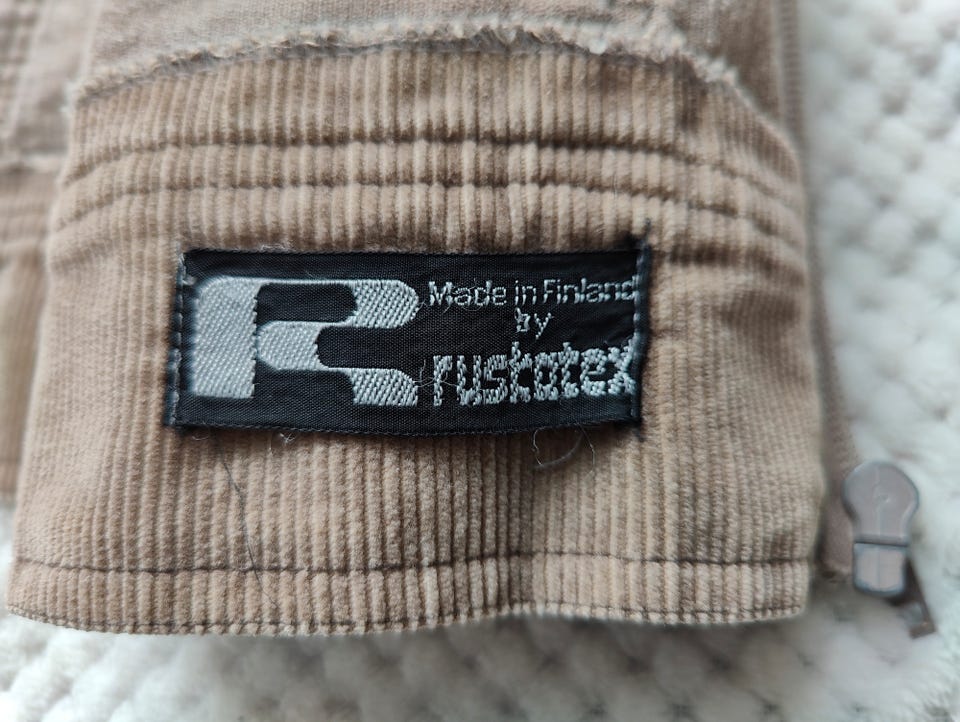 R
Made in Finland
by
ruskatex